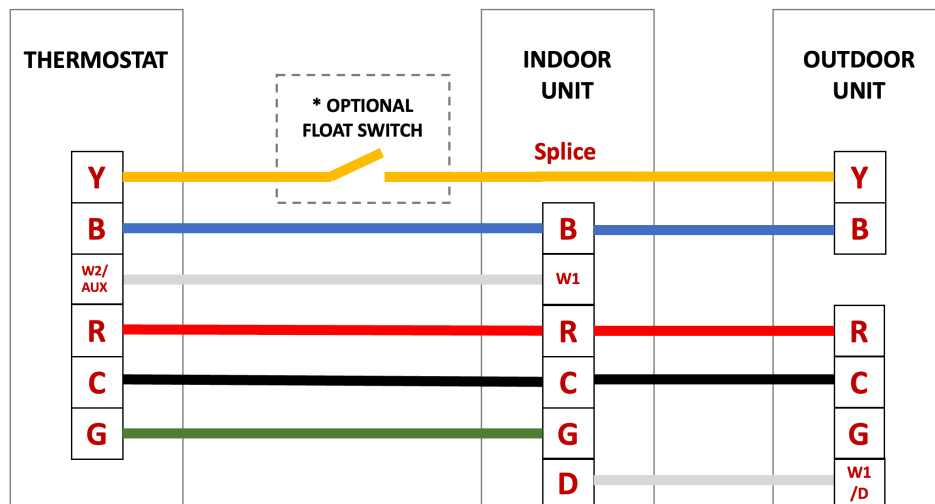 THERMOSTAT
* OPTIONAL
FLOAT SWITCH
INDOOR
UNIT
OUTDOOR
UNIT
Splice
Y
Y
B
B
B
W2/
AUX
W1
R
R
R
C
C
C
G
G
G
D
W1
/D